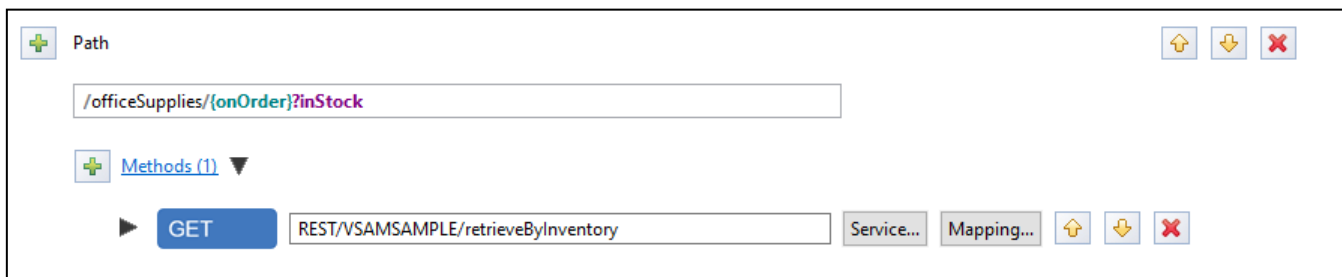 Path
/officeSupplies/{onOrder}?inStock
Methods (1)
GET REST/VSAMSAMPLE/retrieveByInventory Service... Mapping...